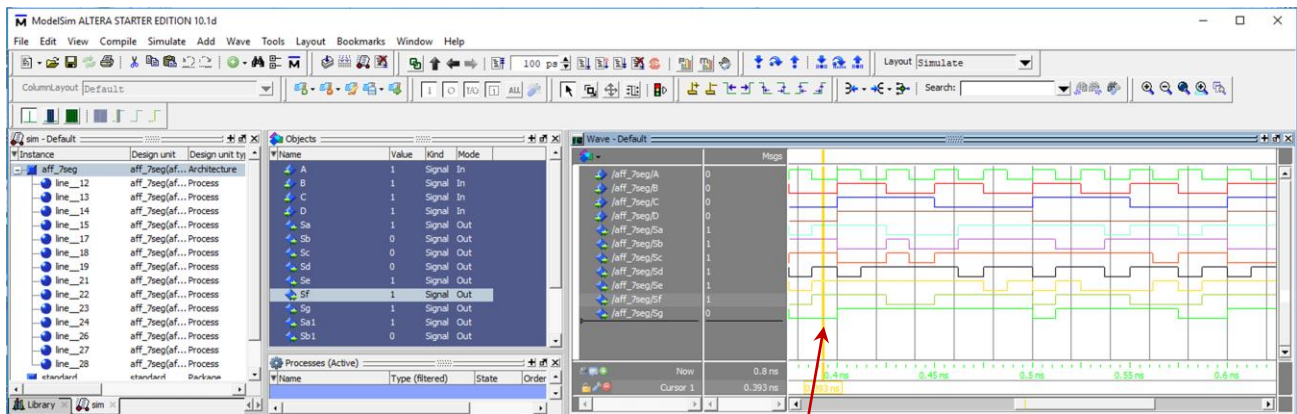 ModelSim ALTERA STARTER EDITION 10.1d
File Edit View Compile Simulate Add Wave Tools Layout Bookmarks Window Help
100 ps
Layout Simulate
ColumnLayout Default
Search:
sim - Default
Instance Design unit Design unit ty
aff_7seg aff_7seg(af... Architecture
line__12 aff_7seg(af... Process
line__13 aff_7seg(af... Process
line__14 aff_7seg(af... Process
line__15 aff_7seg(af... Process
line__17 aff_7seg(af... Process
line__18 aff_7seg(af... Process
line__19 aff_7seg(af... Process
line__21 aff_7seg(af... Process
line__22 aff_7seg(af... Process
line__23 aff_7seg(af... Process
line__24 aff_7seg(af... Process
line__26 aff_7seg(af... Process
line__27 aff_7seg(af... Process
line__28 aff_7seg(af... Process
standard standard Package
Library sim
Objects
Name Value Kind Mode
A 1 Signal In
B 1 Signal In
C 1 Signal In
D 1 Signal In
Sa 1 Signal Out
Sb 0 Signal Out
Sc 0 Signal Out
Sd 0 Signal Out
Se 1 Signal Out
Sf 1 Signal Out
Sg 1 Signal Out
Sa1 1 Signal Out
Sb1 0 Signal Out
Processes (Active)
Name Type (filtered) State Order
Wave - Default
Msgs
/aff_7seg/A 0
/aff_7seg/B 0
/aff_7seg/C 0
/aff_7seg/D 0
/aff_7seg/Sa 1
/aff_7seg/Sb 1
/aff_7seg/Sc 1
/aff_7seg/Sd 1
/aff_7seg/Se 1
/aff_7seg/Sf 1
/aff_7seg/Sg 0
Now 0.8 ns
0.4 ns 0.45 ns 0.5 ns 0.55 ns 0.6 ns
Cursor 1 0.393 ns
0.393 ns